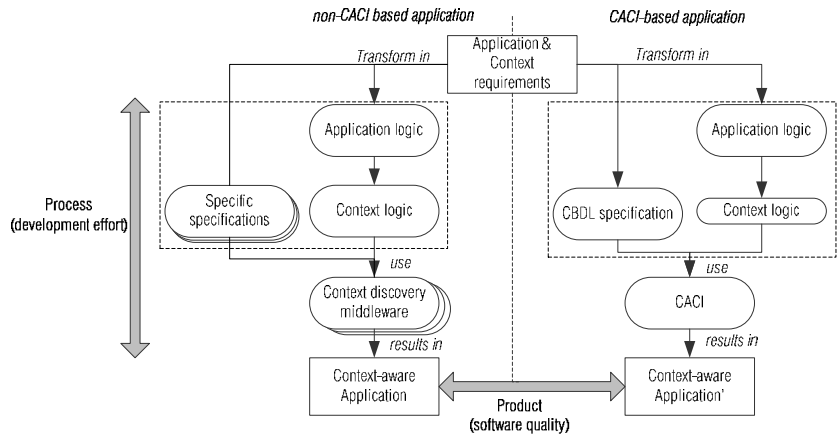 non-CACI based application
CACI-based application
Transform in
Application &
Context
requirements
Transform in
Application logic
Application logic
Process
(development effort)
Specific
specifications
Context logic
CBDL specification
Context logic
use
use
Context discovery
middleware
CACI
results in
results in
Context-aware
Application
Context-aware
Application'
Product
(software quality)